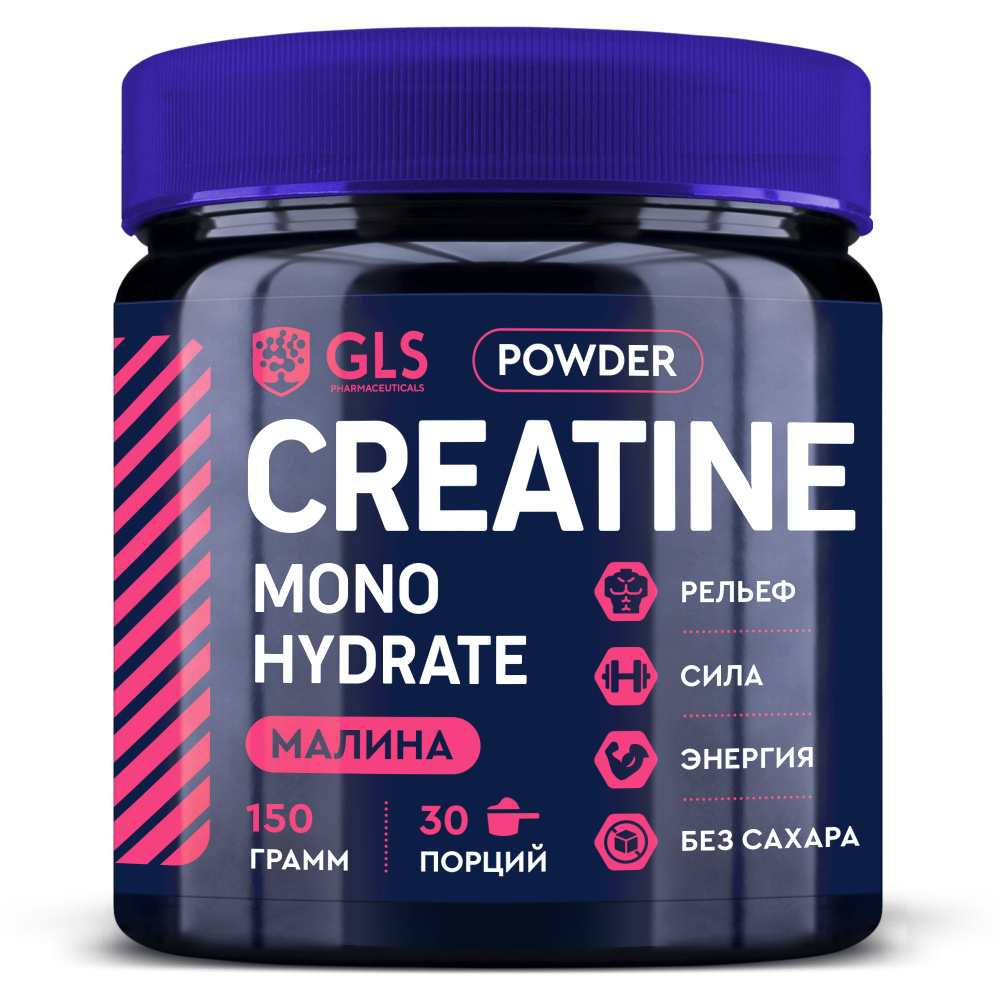 GLS
PHARMACEUTICALS
POWDER
CREATINE
MONO
HYDRATE
МАЛИНА
150
ГРАММ
30
ПОРЦИЙ
РЕЛЬЕФ
СИЛА
ЭНЕРГИЯ
БЕЗ САХАРА